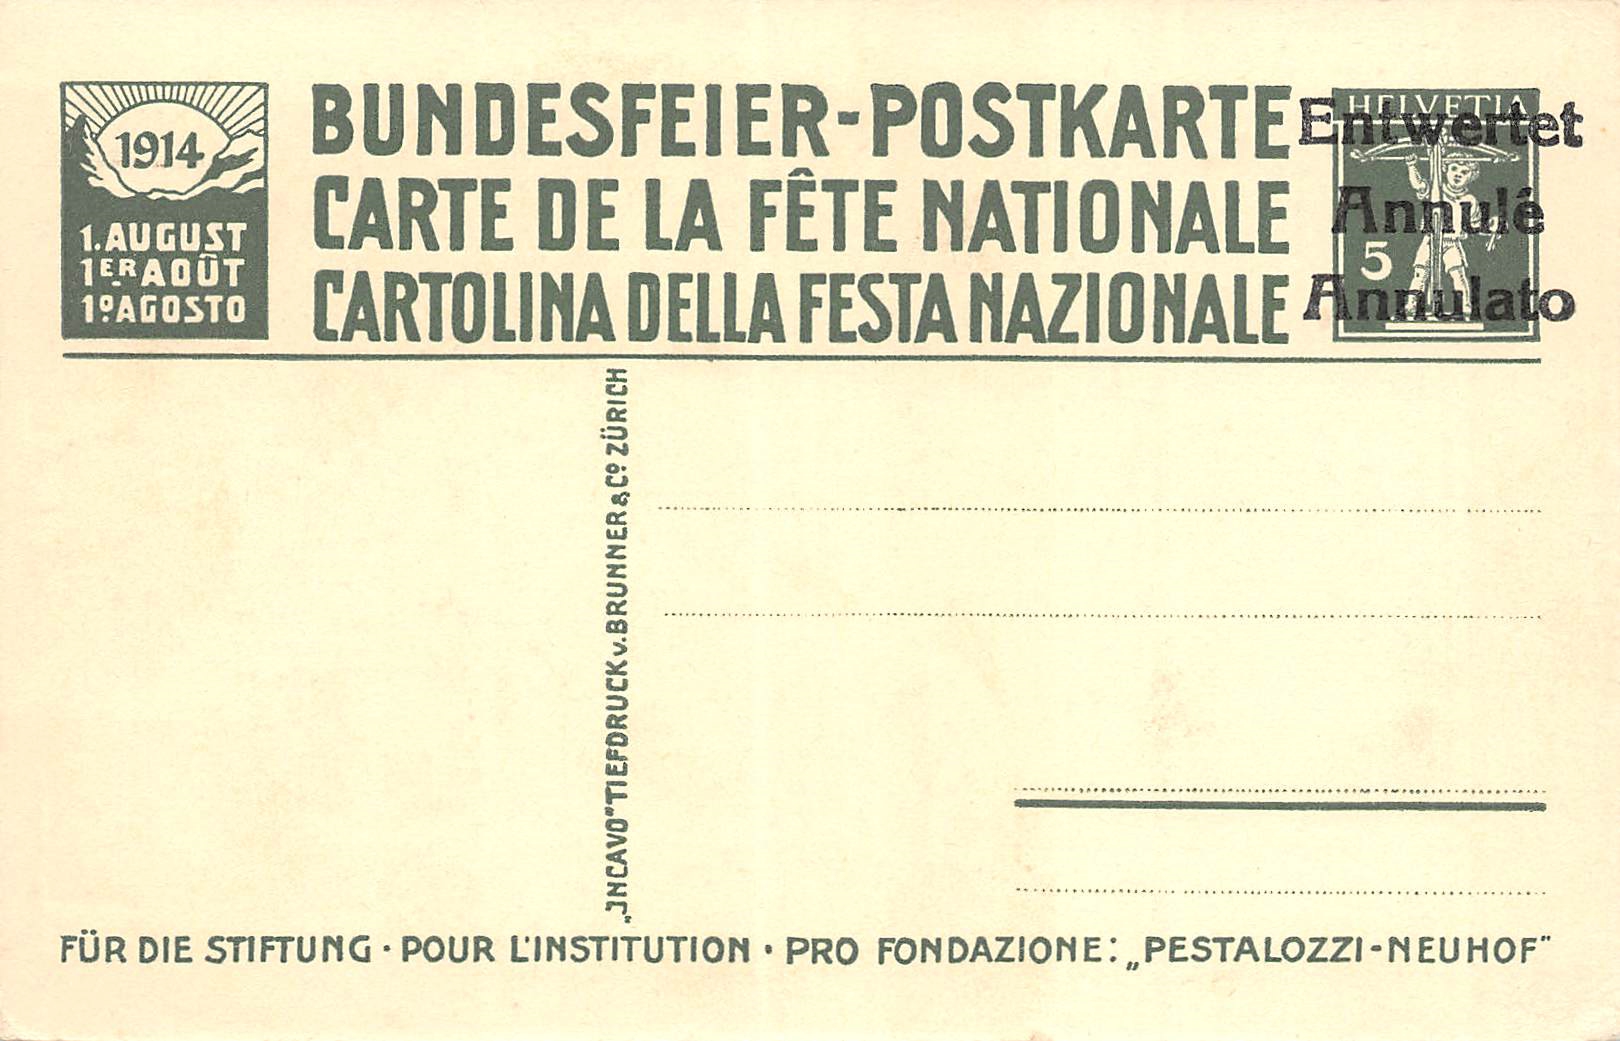 1914
1. AUGUST
1ER AOÛT
1º AGOSTO
BUNDESFEIER-POSTKARTE
CARTE DE LA FÊTE NATIONALE
CARTOLINA DELLA FESTA NAZIONALE
HELVETIA
5
Entwertet
Annulé
Annulato
„JNCAVO" TIEFDRUCK v. BRUNNER & Cº ZÜRICH
FÜR DIE STIFTUNG · POUR L'INSTITUTION · PRO FONDAZIONE: „PESTALOZZI-NEUHOF"